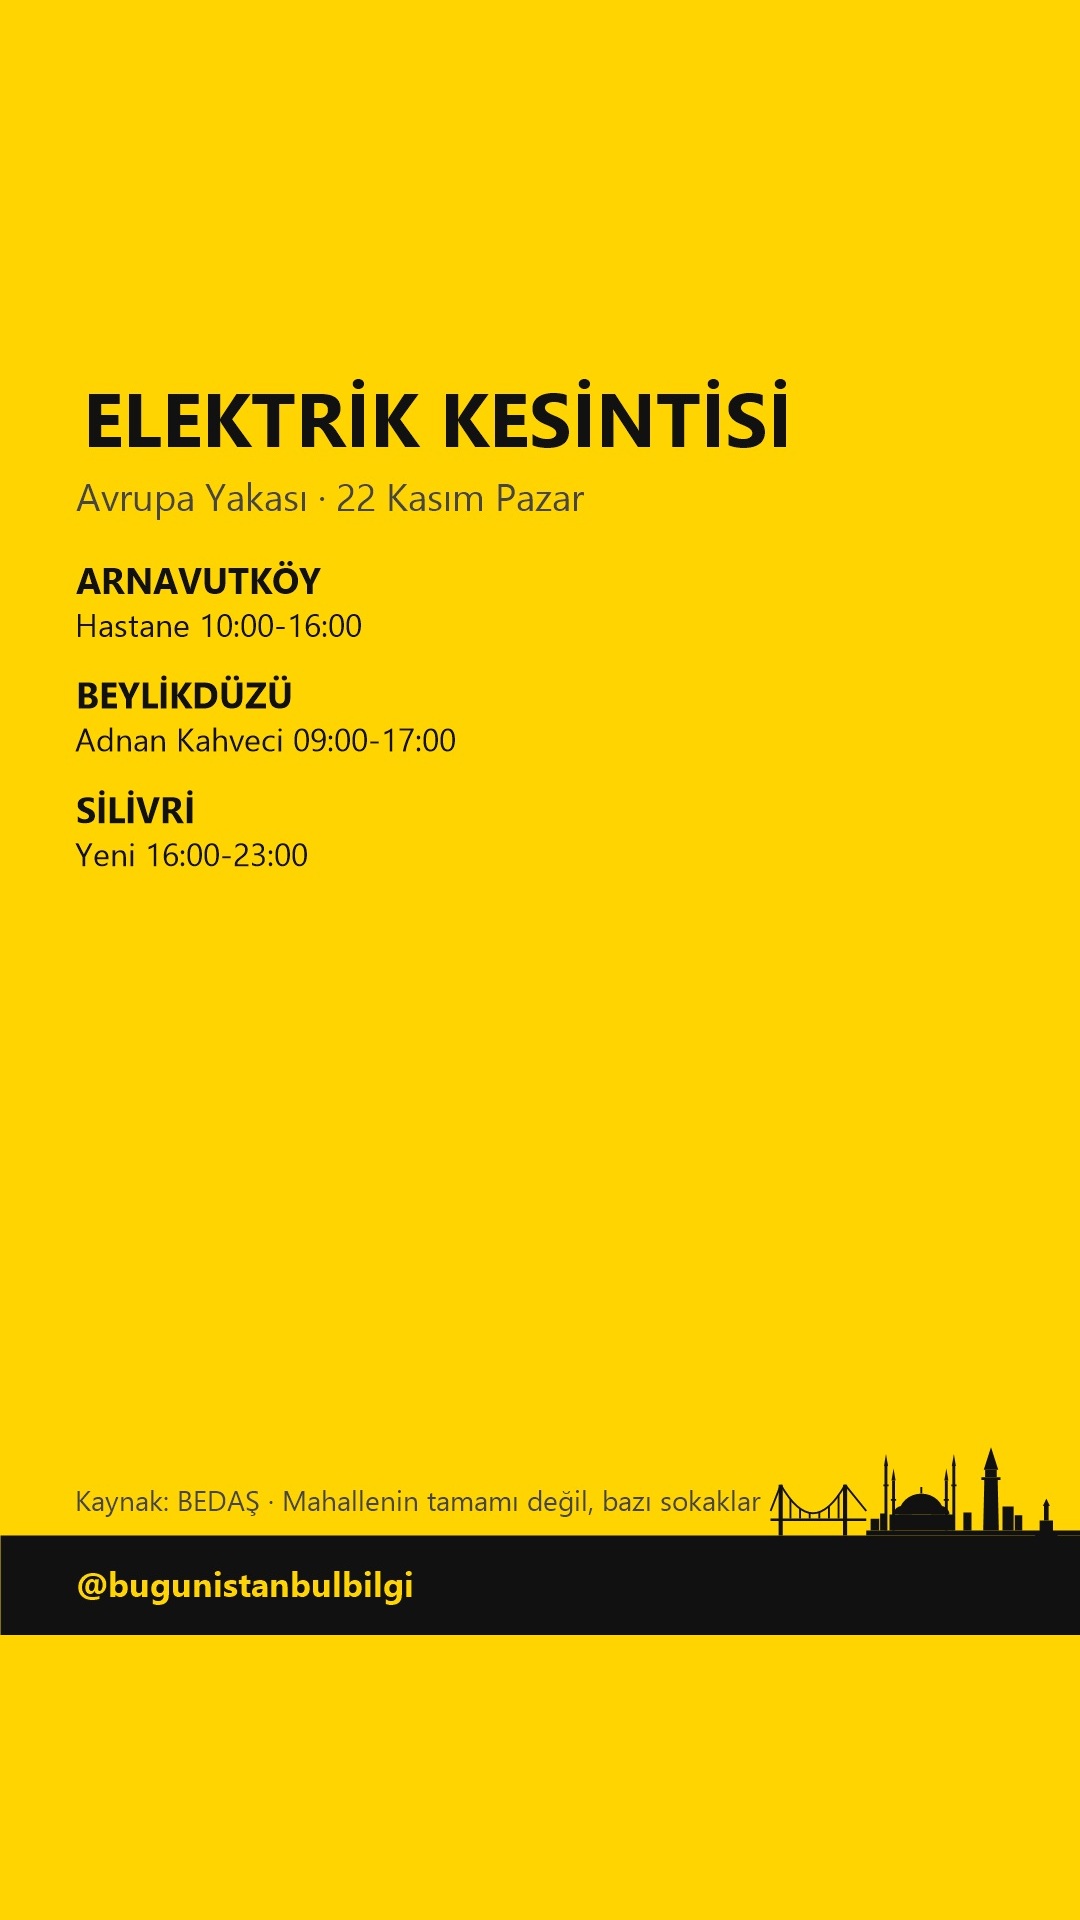 ELEKTRİK KESİNTİSİ
Avrupa Yakası · 22 Kasım Pazar
ARNAVUTKÖY
Hastane 10:00-16:00
BEYLİKDÜZÜ
Adnan Kahveci 09:00-17:00
SİLİVRİ
Yeni 16:00-23:00
Kaynak: BEDAŞ · Mahallenin tamamı değil, bazı sokaklar
@bugunistanbulbilgi